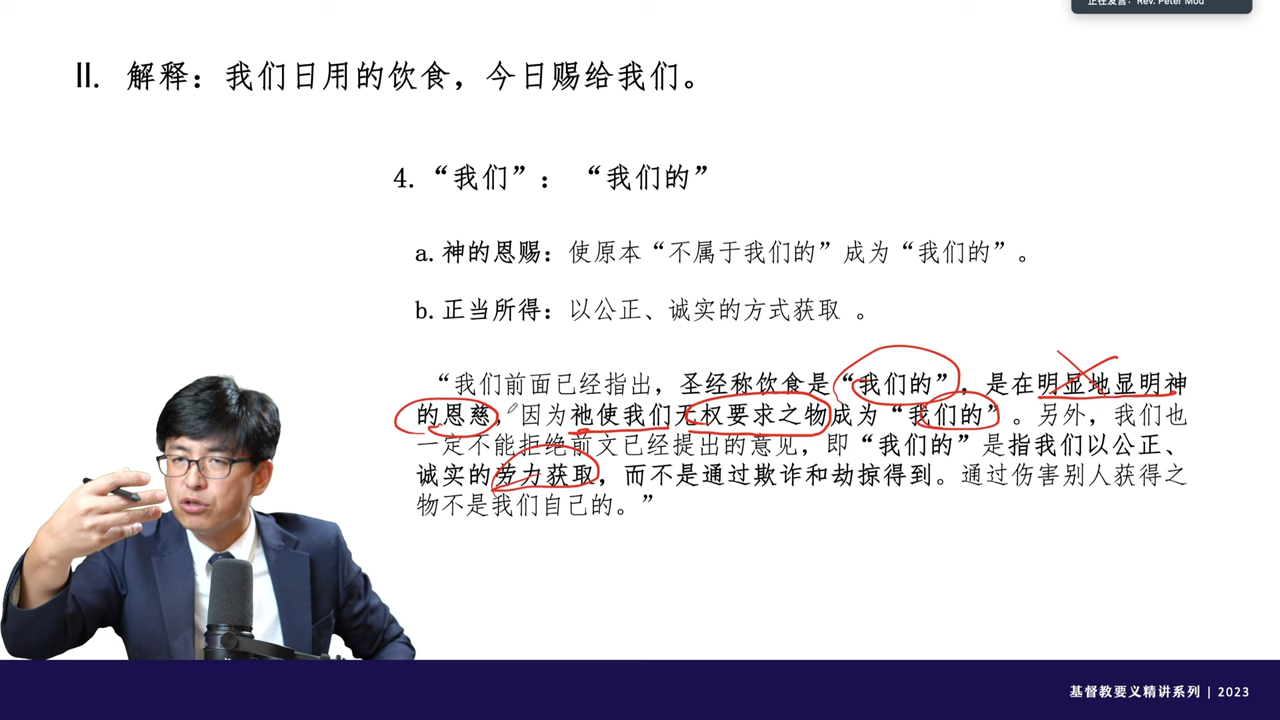 正在发言: Rev. Peter Mou
II. 解释：我们日用的饮食，今日赐给我们。
4. “我们”： “我们的”
a. 神的恩赐：使原本“不属于我们的”成为“我们的”。
b. 正当所得：以公正、诚实的方式获取 。
“我们前面已经指出，圣经称饮食是“我们的”，是在明显地显明神
的恩慈，因为祂使我们无权要求之物成为“我们的”。另外，我们也
一定不能拒绝前文已经提出的意见，即“我们的”是指我们以公正、
诚实的劳力获取，而不是通过欺诈和劫掠得到。通过伤害别人获得之
物不是我们自己的。”
基督教要义精讲系列 | 2023